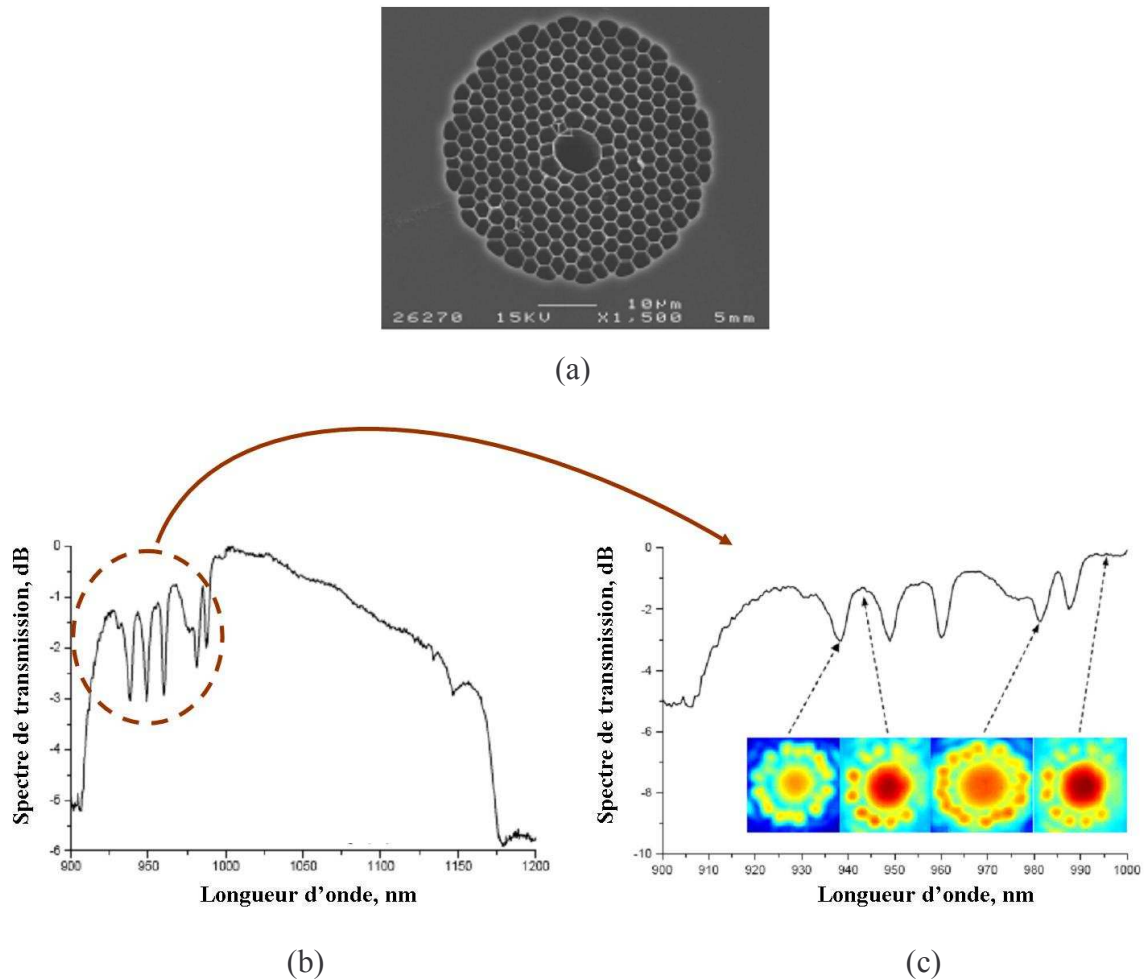 10µm
26270 15KV X1,500 5mm
(a)
Spectre de transmission, dB
0
-1
-2
-3
-4
-5
-6
900 950 1000 1050 1100 1150 1200
Longueur d’onde, nm
(b)
Spectre de transmission, dB
0
-2
-4
-6
-8
-10
900 910 920 930 940 950 960 970 980 990 1000
Longueur d’onde, nm
(c)